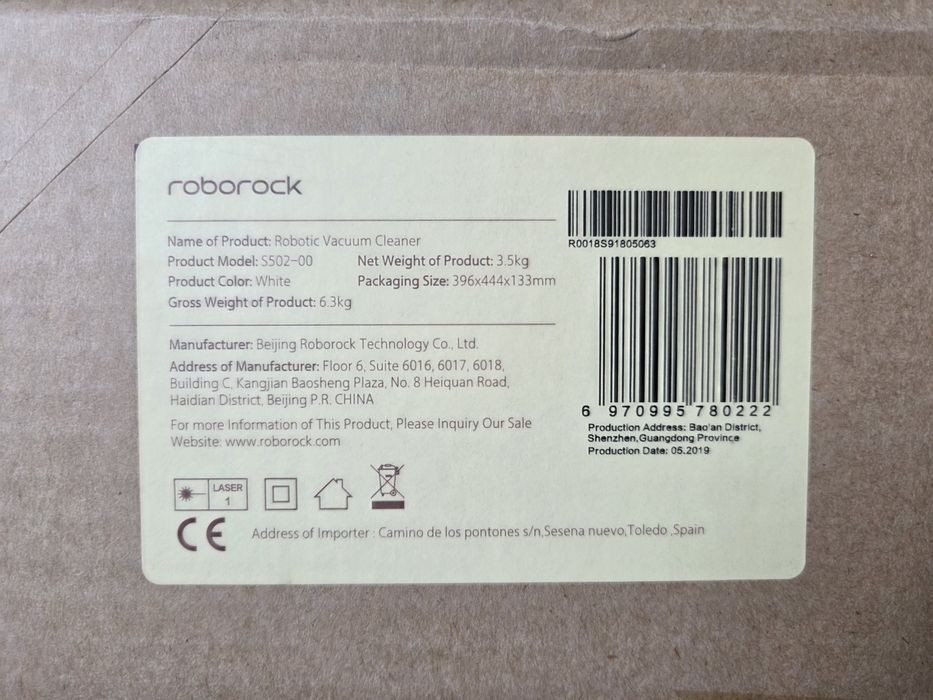 roborock
Name of Product: Robotic Vacuum Cleaner
Product Model: S502-00 Net Weight of Product: 3.5kg
Product Color: White Packaging Size: 396x444x133mm
Gross Weight of Product: 6.3kg
Manufacturer: Beijing Roborock Technology Co., Ltd.
Address of Manufacturer: Floor 6, Suite 6016, 6017, 6018,
Building C, Kangjian Baosheng Plaza, No. 8 Heiquan Road,
Haidian District, Beijing P.R. CHINA
For more Information of This Product, Please Inquiry Our Sale
Website: www.roborock.com
LASER
1
CE
Address of Importer : Camino de los pontones s/n,Sesena nuevo,Toledo ,Spain
R0018S91805063
6 970995 780222
Production Address: Bao'an District,
Shenzhen,Guangdong Province
Production Date: 05.2019